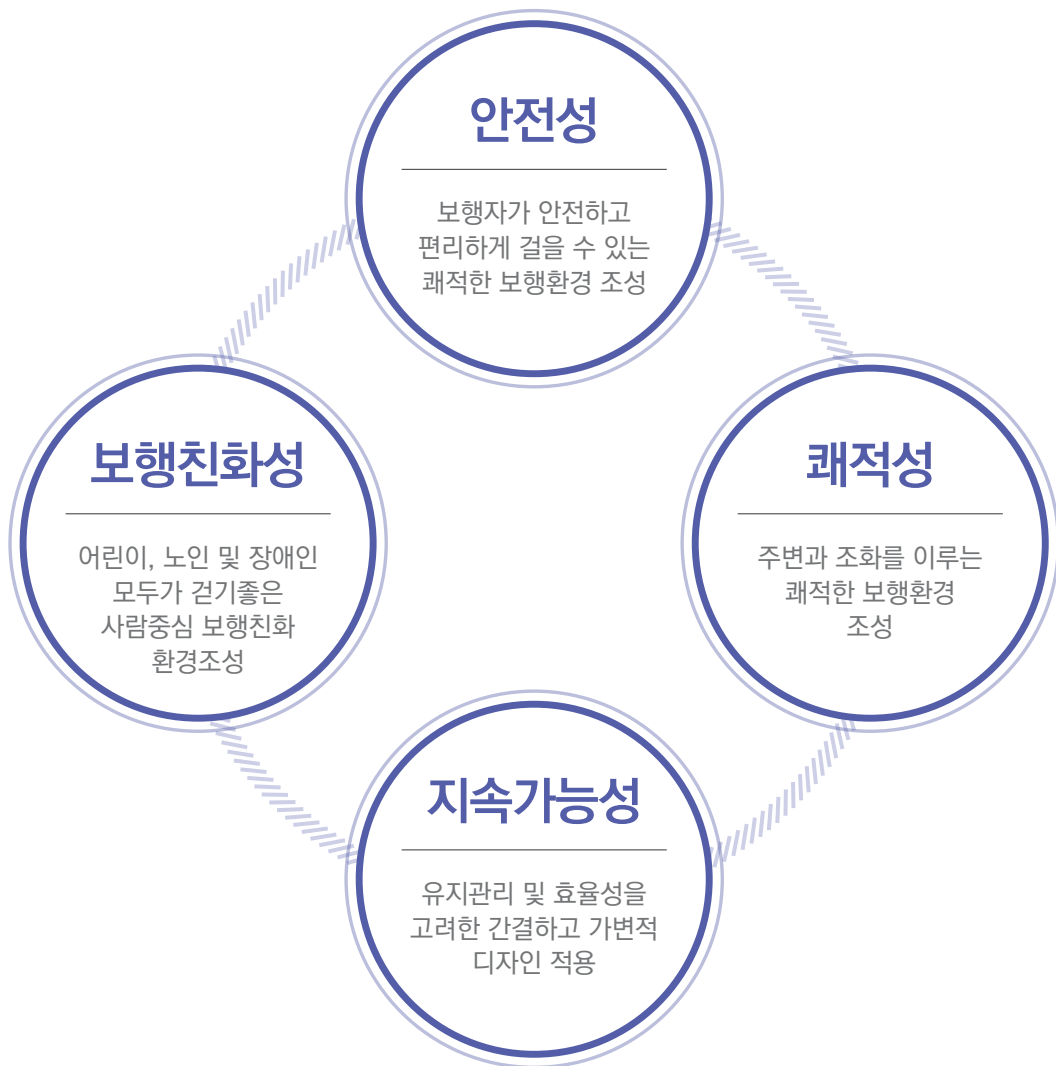 안전성
보행자가 안전하고
편리하게 걸을 수 있는
쾌적한 보행환경 조성
보행친화성
어린이, 노인 및 장애인
모두가 걷기좋은
사람중심 보행친화
환경조성
쾌적성
주변과 조화를 이루는
쾌적한 보행환경
조성
지속가능성
유지관리 및 효율성을
고려한 간결하고 가변적
디자인 적용